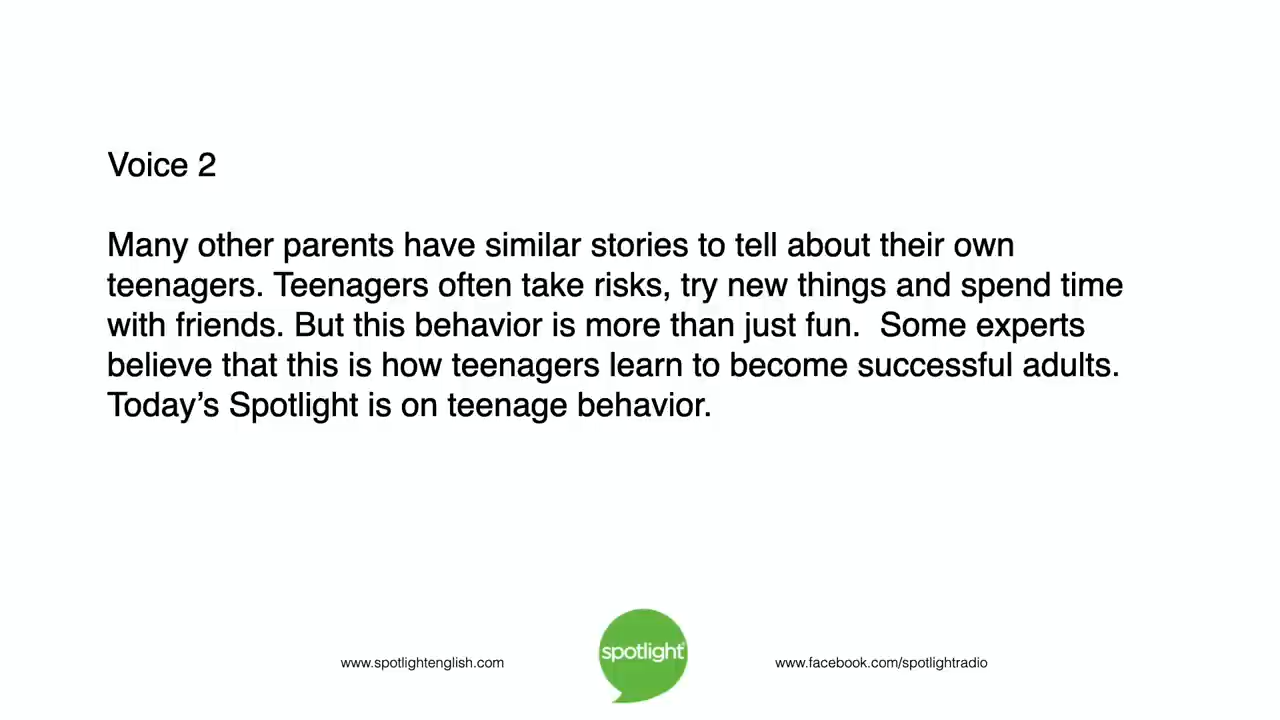 Voice 2
Many other parents have similar stories to tell about their own
teenagers. Teenagers often take risks, try new things and spend time
with friends. But this behavior is more than just fun.  Some experts
believe that this is how teenagers learn to become successful adults.
Today’s Spotlight is on teenage behavior.
www.spotlightenglish.com
spotlight
www.facebook.com/spotlightradio